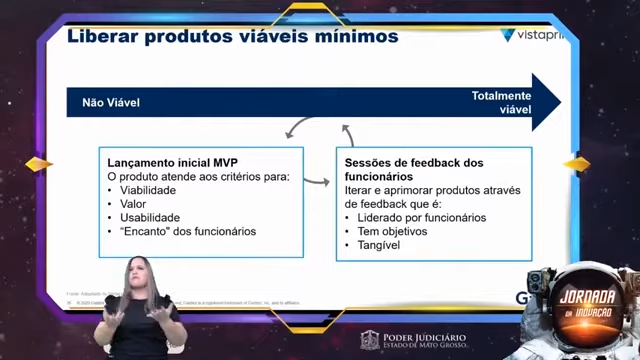 Liberar produtos viáveis mínimos
vistaprint
Não Viável
Totalmente
viável
Lançamento inicial MVP
O produto atende aos critérios para:
• Viabilidade
• Valor
• Usabilidade
• “Encanto" dos funcionários
Sessões de feedback dos
funcionários
Iterar e aprimorar produtos através
de feedback que é:
• Liderado por funcionários
• Tem objetivos
• Tangível
JORNADA
DA INOVAÇÃO
PODER JUDICIÁRIO
ESTADO DE MATO GROSSO